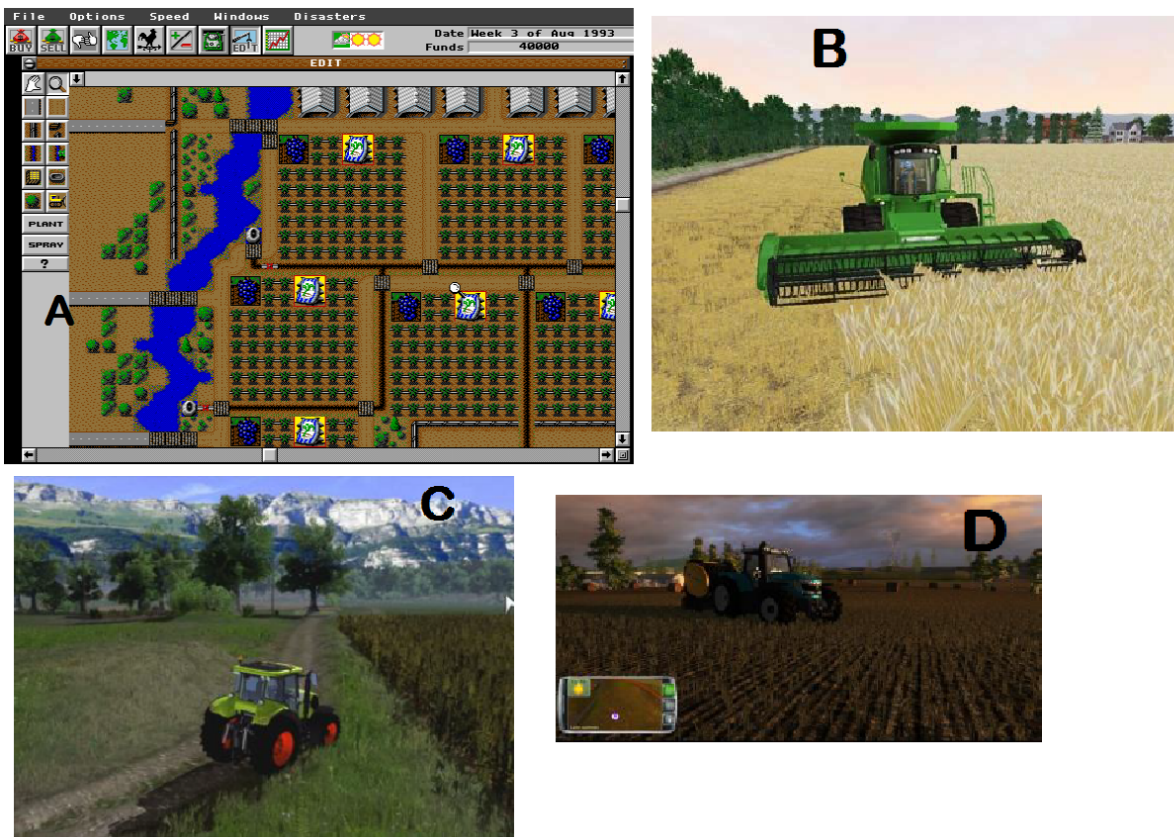 File Options Speed Windows Disasters
BUY SELL EDIT Date Week 3 of Aug 1993
Funds 40000
EDIT
PLANT
SPRAY
?
A
B
C
D